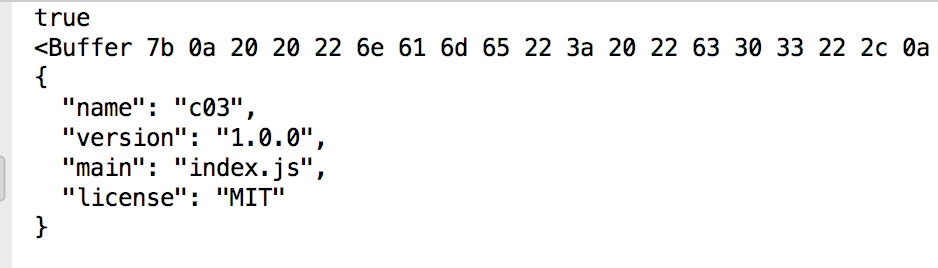 true
<Buffer 7b 0a 20 20 22 6e 61 6d 65 22 3a 20 22 63 30 33 22 2c 0a
{
  "name": "c03",
  "version": "1.0.0",
  "main": "index.js",
  "license": "MIT"
}